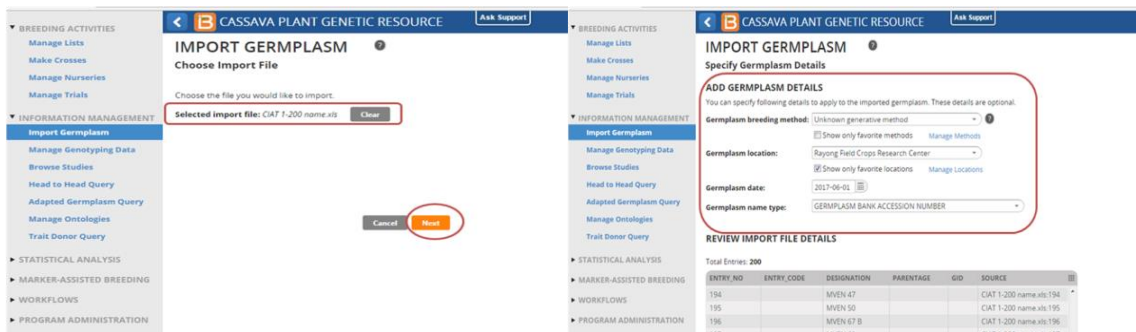 BREEDING ACTIVITIES
Manage Lists
Make Crosses
Manage Nurseries
Manage Trials
INFORMATION MANAGEMENT
Import Germplasm
Manage Genotyping Data
Browse Studies
Head to Head Query
Adapted Germplasm Query
Manage Ontologies
Trait Donor Query
STATISTICAL ANALYSIS
MARKER-ASSISTED BREEDING
WORKFLOWS
PROGRAM ADMINISTRATION
B CASSAVA PLANT GENETIC RESOURCE Ask Support
IMPORT GERMPLASM ?
Choose Import File
Choose the file you would like to import.
Selected import file: CIAT 1-200 name.xls Clear
Cancel Next
BREEDING ACTIVITIES
Manage Lists
Make Crosses
Manage Nurseries
Manage Trials
INFORMATION MANAGEMENT
Import Germplasm
Manage Genotyping Data
Browse Studies
Head to Head Query
Adapted Germplasm Query
Manage Ontologies
Trait Donor Query
STATISTICAL ANALYSIS
MARKER-ASSISTED BREEDING
WORKFLOWS
PROGRAM ADMINISTRATION
B CASSAVA PLANT GENETIC RESOURCE Ask Support
IMPORT GERMPLASM ?
Specify Germplasm Details
ADD GERMPLASM DETAILS
You can specify following details to apply to the imported germplasm. These details are optional.
Germplasm breeding method: Unknown generative method ?
Show only favorite methods Manage Methods
Germplasm location: Rayong Field Crops Research Center
Show only favorite locations Manage Locations
Germplasm date: 2017-06-01
Germplasm name type: GERMPLASM BANK ACCESSION NUMBER
REVIEW IMPORT FILE DETAILS
Total Entries: 200
ENTRY_NO ENTRY_CODE DESIGNATION PARENTAGE GID SOURCE
194 MVEN 47 CIAT 1-200 name.xls:194
195 MVEN 50 CIAT 1-200 name.xls:195
196 MVEN 67 B CIAT 1-200 name.xls:196